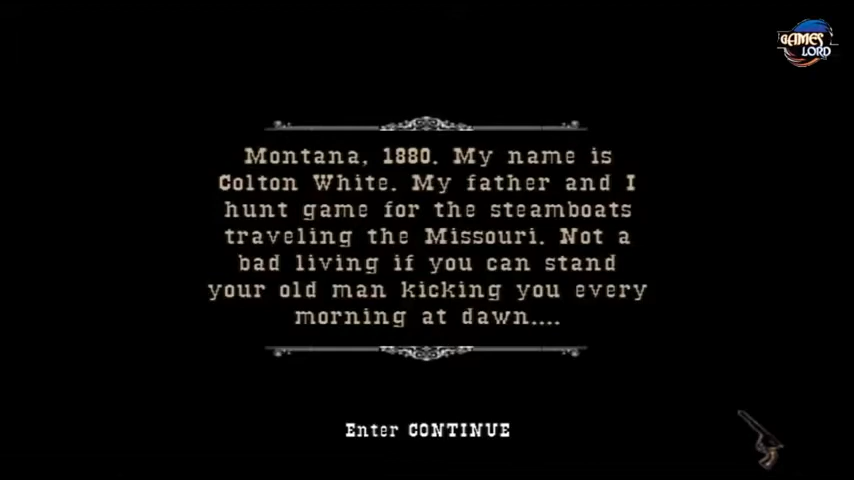 GAMES
LORD
Montana, 1880. My name is
Colton White. My father and I
hunt game for the steamboats
traveling the Missouri. Not a
bad living if you can stand
your old man kicking you every
morning at dawn....
Enter CONTINUE